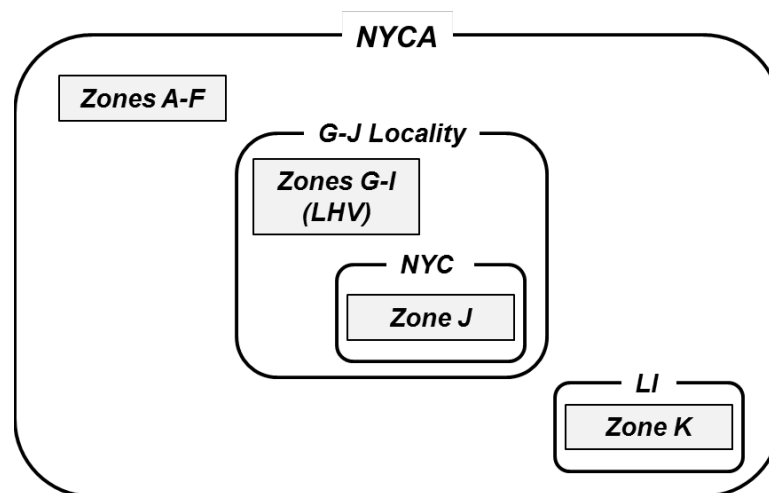 NYCA
Zones A-F
G-J Locality
Zones G-I
(LHV)
NYC
Zone J
LI
Zone K